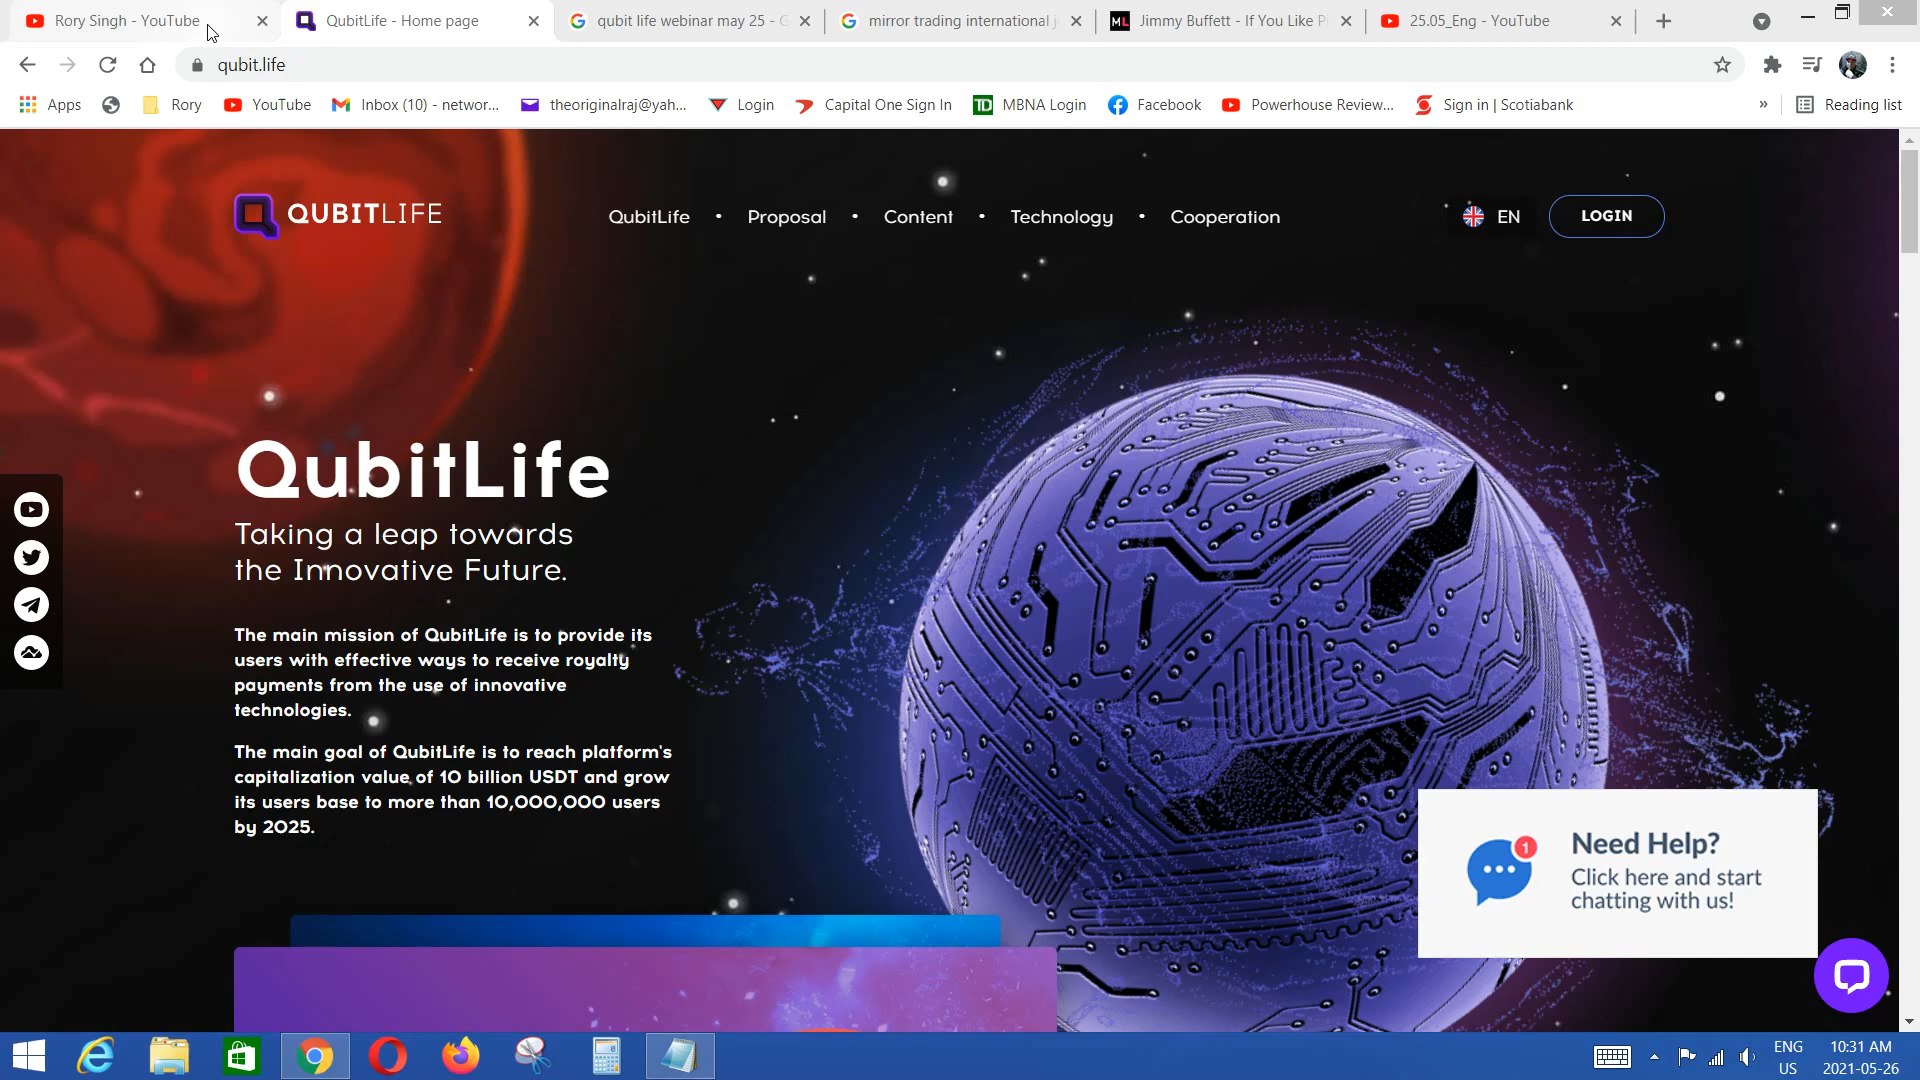 Rory Singh - YouTube
QubitLife - Home page
qubit life webinar may 25 - G
mirror trading international j
Jimmy Buffett - If You Like Pi
25.05_Eng - YouTube
qubit.life
Apps
Rory
YouTube
Inbox (10) - networ...
theoriginalraj@yah...
Login
Capital One Sign In
TD
MBNA Login
Facebook
Powerhouse Review...
Sign in | Scotiabank
»
Reading list
ML
QUBITLIFE
QubitLife • Proposal • Content • Technology • Cooperation
EN
LOGIN
QubitLife
Taking a leap towards
the Innovative Future.
The main mission of QubitLife is to provide its
users with effective ways to receive royalty
payments from the use of innovative
technologies.
The main goal of QubitLife is to reach platform's
capitalization value of 10 billion USDT and grow
its users base to more than 10,000,000 users
by 2025.
1
Need Help?
Click here and start
chatting with us!
ENG
US
10:31 AM
2021-05-26